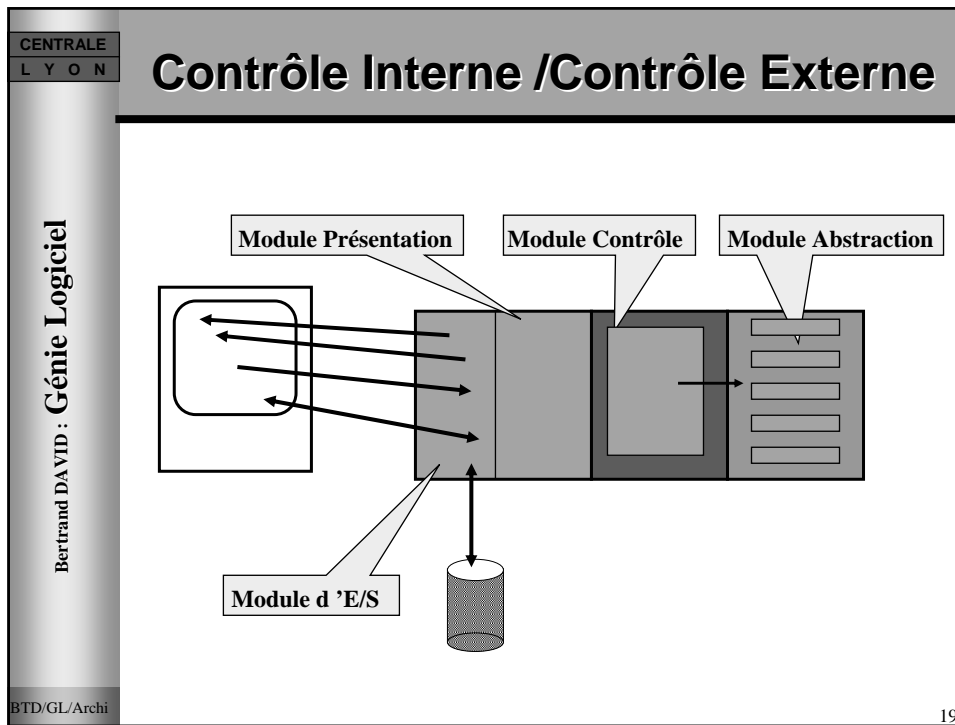 CENTRALE
L Y O N
Contrôle Interne /Contrôle Externe
Bertrand DAVID : Génie Logiciel
Module Présentation
Module Contrôle
Module Abstraction
Module d ’E/S
BTD/GL/Archi
19